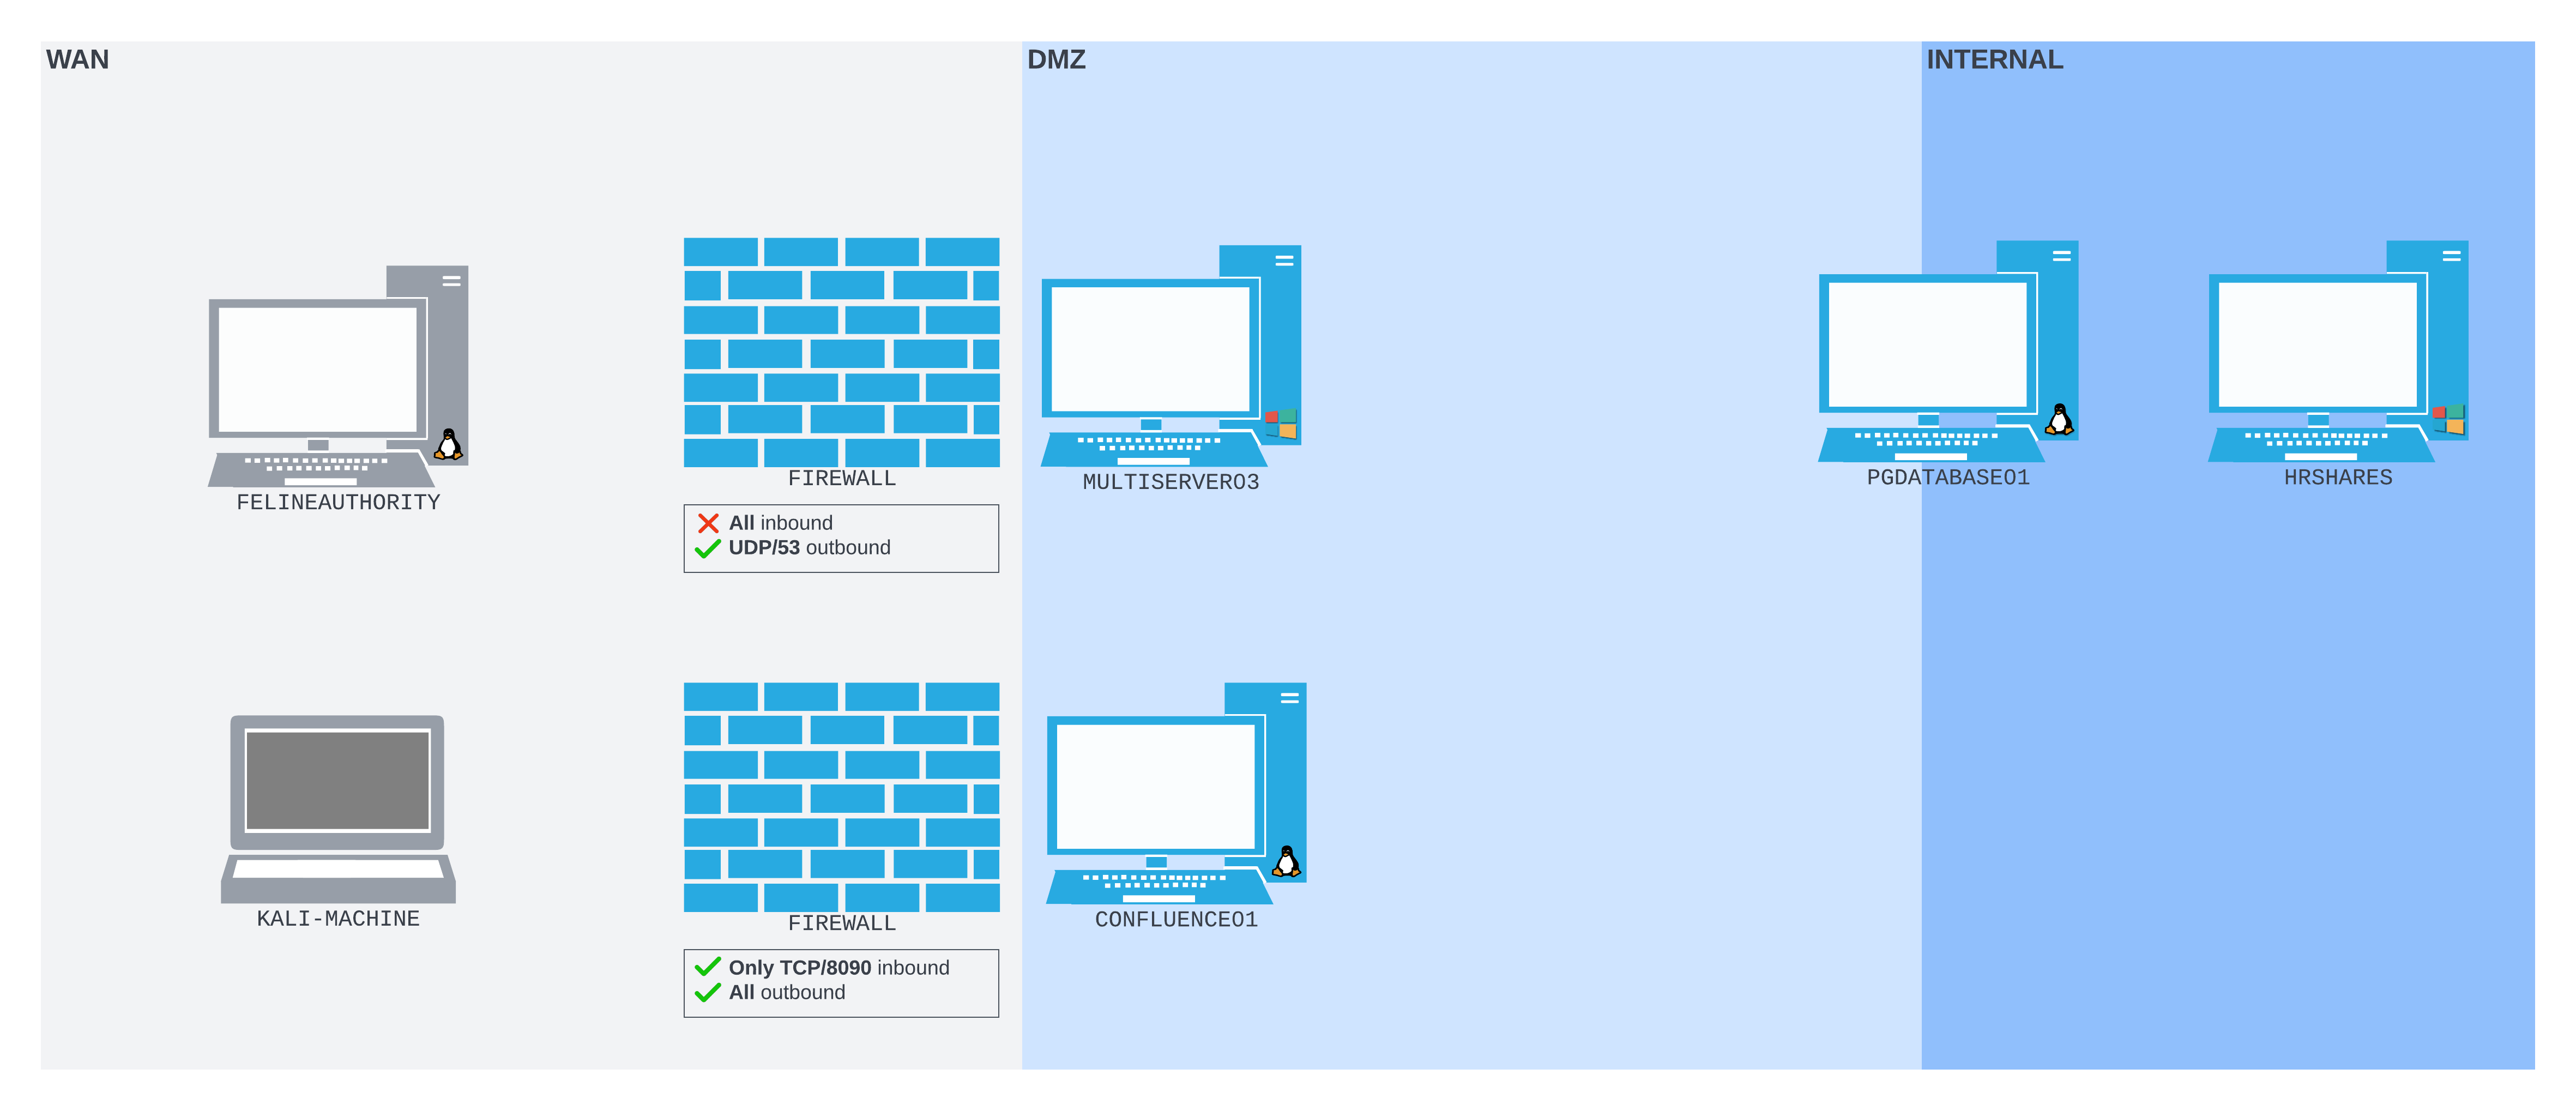 WAN
DMZ
INTERNAL
FELINEAUTHORITY
FIREWALL
All inbound
UDP/53 outbound
MULTISERVER03
PGDATABASE01
HRSHARES
KALI-MACHINE
FIREWALL
Only TCP/8090 inbound
All outbound
CONFLUENCE01